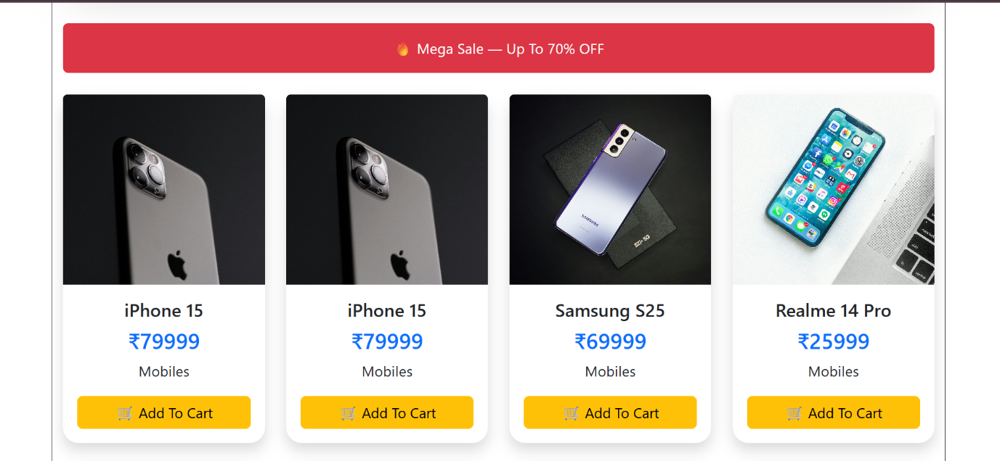 🔥 Mega Sale — Up To 70% OFF
SAMSUNG
S21+ 5G
iPhone 15
₹79999
Mobiles
🛒 Add To Cart
iPhone 15
₹79999
Mobiles
🛒 Add To Cart
Samsung S25
₹69999
Mobiles
🛒 Add To Cart
Realme 14 Pro
₹25999
Mobiles
🛒 Add To Cart